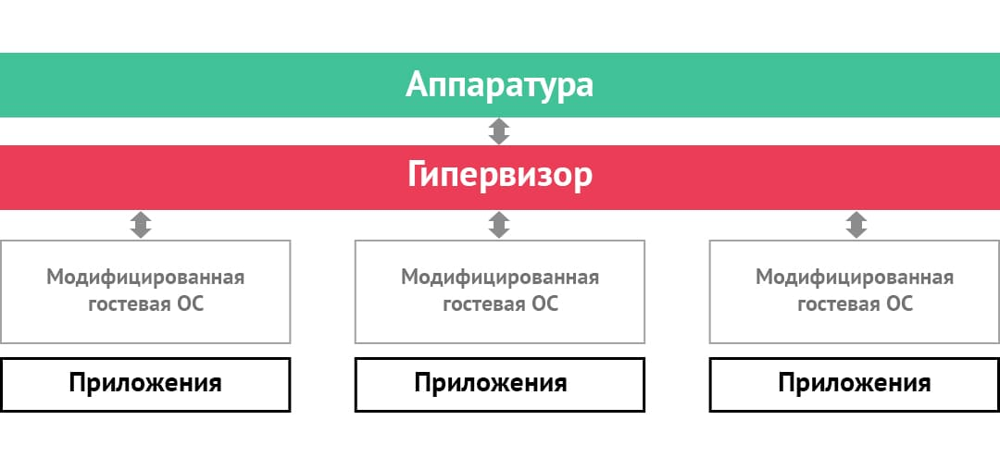 Аппаратура
Гипервизор
Модифицированная
гостевая ОС
Модифицированная
гостевая ОС
Модифицированная
гостевая ОС
Приложения
Приложения
Приложения